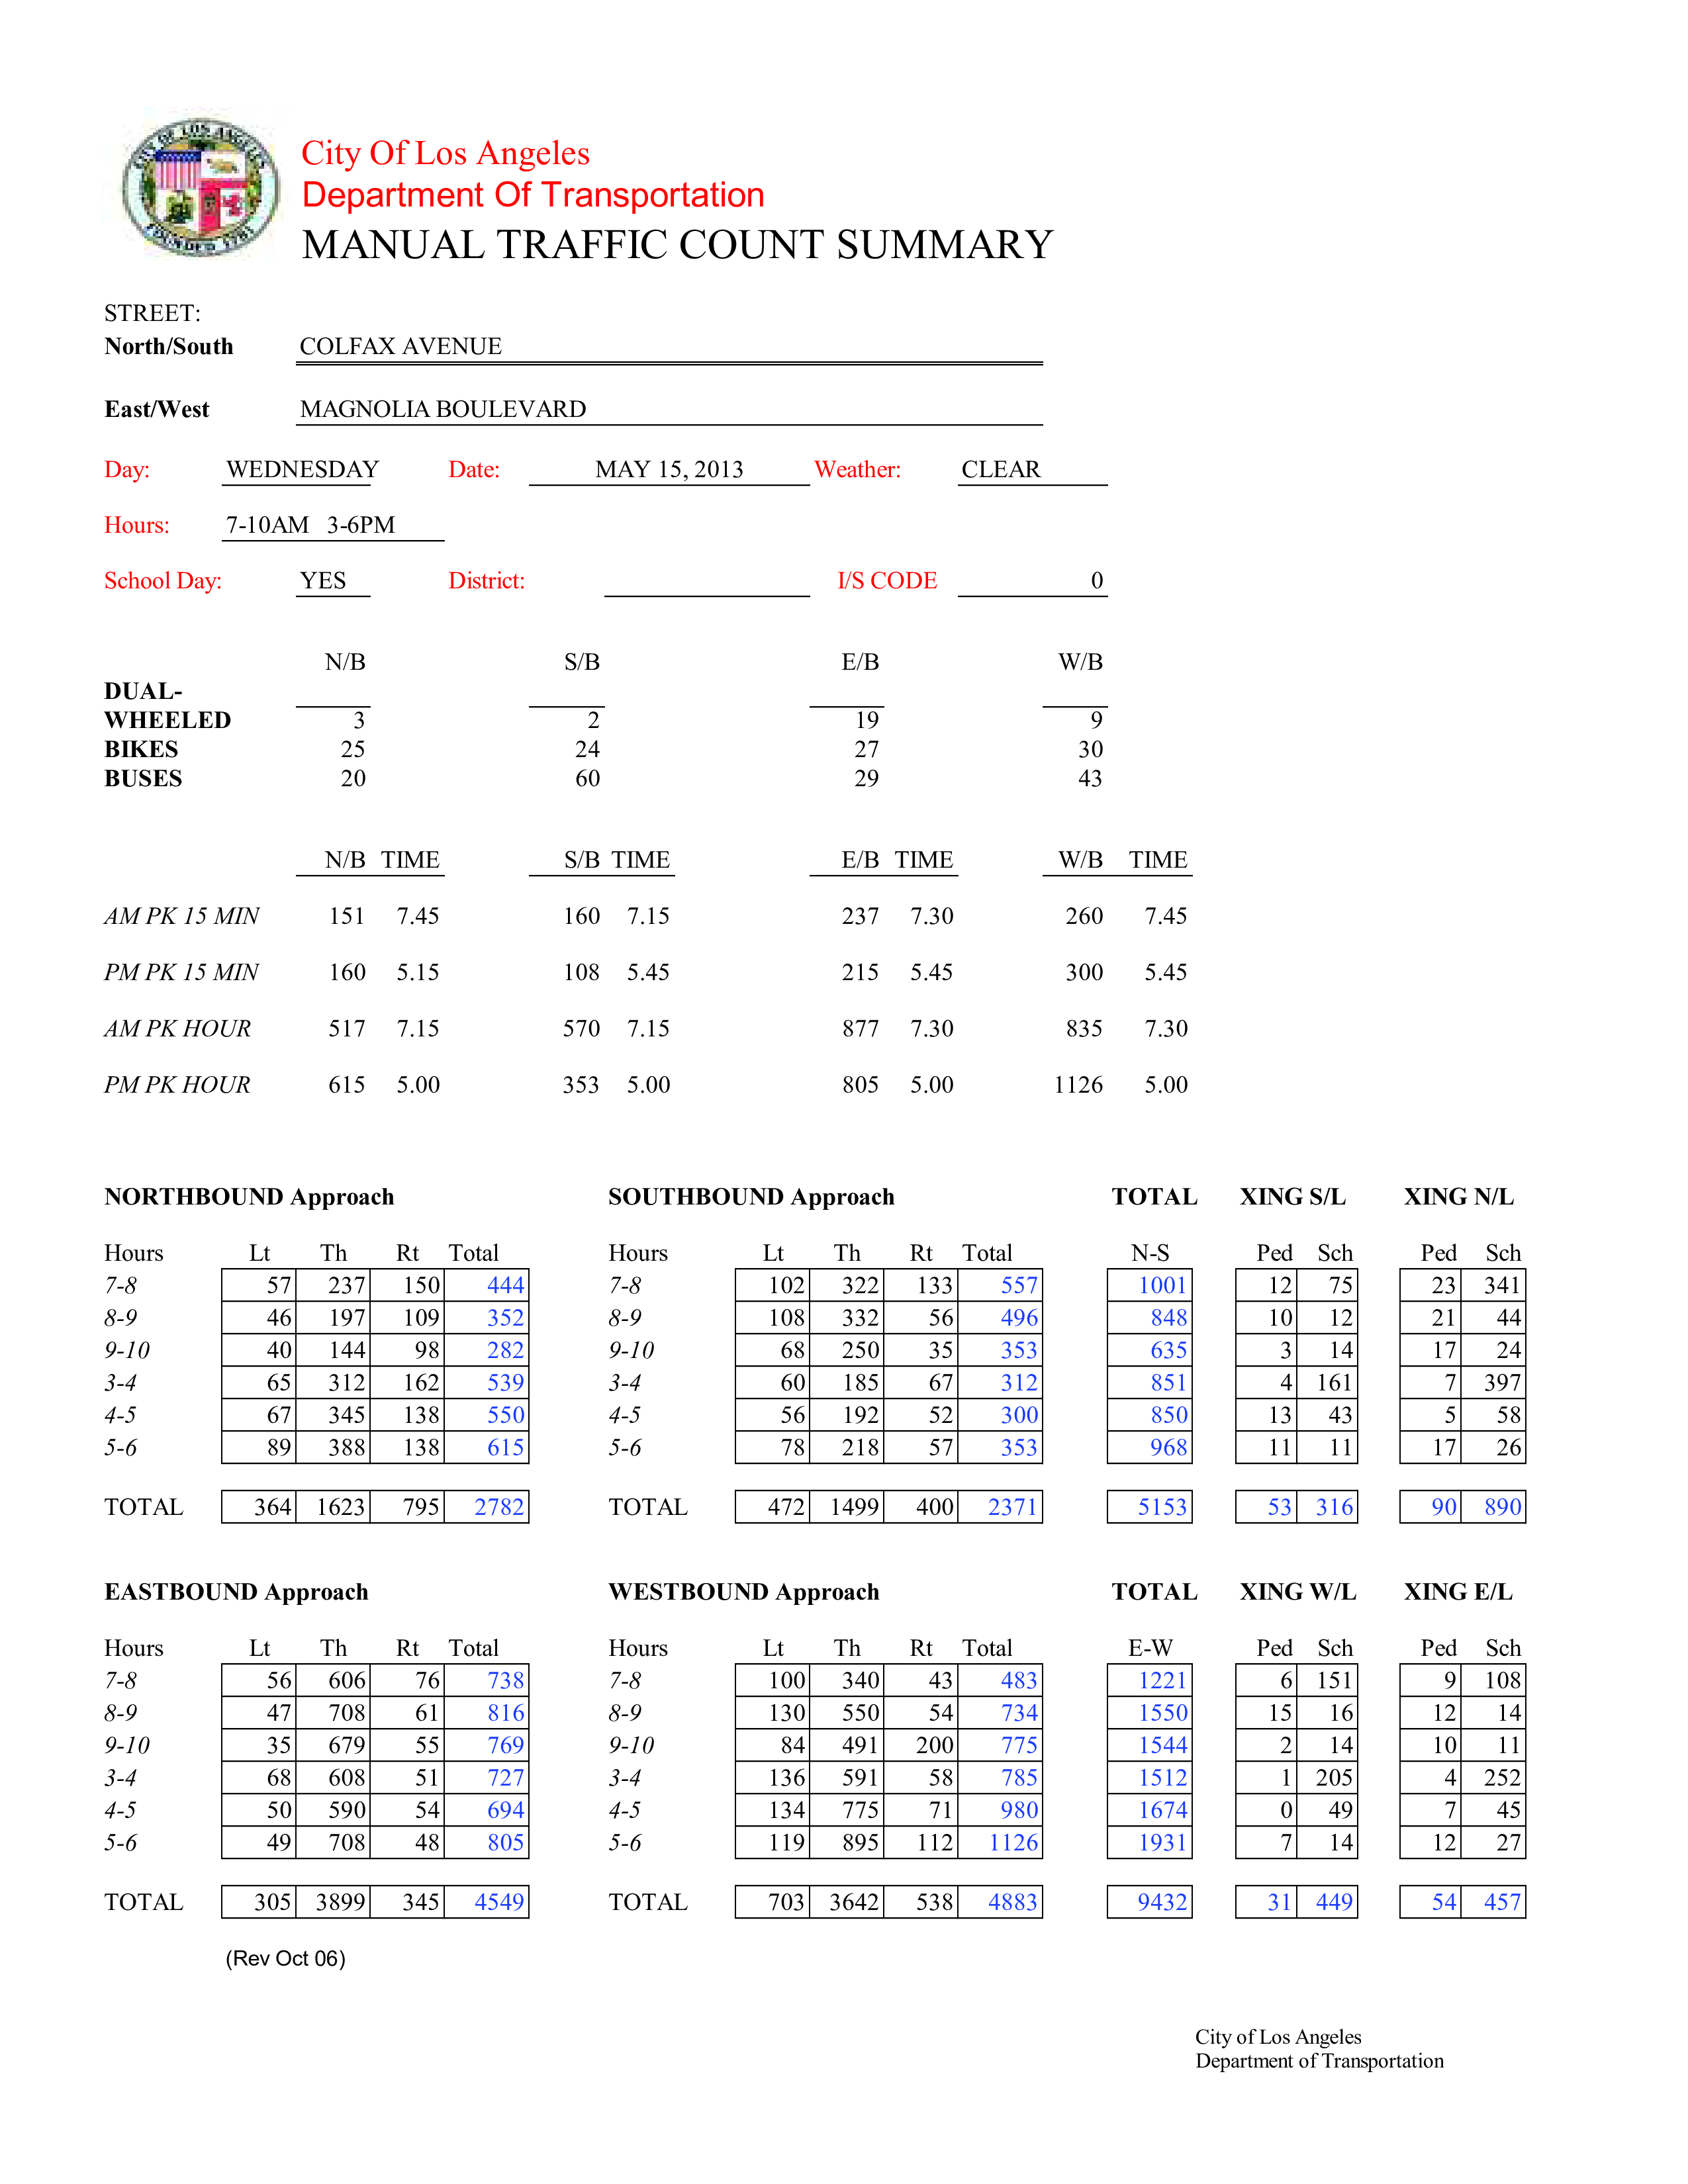 City Of Los Angeles
Department Of Transportation
MANUAL TRAFFIC COUNT SUMMARY
STREET:
North/South COLFAX AVENUE
East/West MAGNOLIA BOULEVARD
Day: WEDNESDAY Date: MAY 15, 2013 Weather: CLEAR
Hours: 7-10AM 3-6PM
School Day: YES District: I/S CODE 0
N/B S/B E/B W/B
DUAL-
WHEELED 3 2 19 9
BIKES 25 24 27 30
BUSES 20 60 29 43
N/B TIME S/B TIME E/B TIME W/B TIME
AM PK 15 MIN 151 7.45 160 7.15 237 7.30 260 7.45
PM PK 15 MIN 160 5.15 108 5.45 215 5.45 300 5.45
AM PK HOUR 517 7.15 570 7.15 877 7.30 835 7.30
PM PK HOUR 615 5.00 353 5.00 805 5.00 1126 5.00
NORTHBOUND Approach SOUTHBOUND Approach TOTAL XING S/L XING N/L
Hours Lt Th Rt Total Hours Lt Th Rt Total N-S Ped Sch Ped Sch
7-8 57 237 150 444 7-8 102 322 133 557 1001 12 75 23 341
8-9 46 197 109 352 8-9 108 332 56 496 848 10 12 21 44
9-10 40 144 98 282 9-10 68 250 35 353 635 3 14 17 24
3-4 65 312 162 539 3-4 60 185 67 312 851 4 161 7 397
4-5 67 345 138 550 4-5 56 192 52 300 850 13 43 5 58
5-6 89 388 138 615 5-6 78 218 57 353 968 11 11 17 26
TOTAL 364 1623 795 2782 TOTAL 472 1499 400 2371 5153 53 316 90 890
EASTBOUND Approach WESTBOUND Approach TOTAL XING W/L XING E/L
Hours Lt Th Rt Total Hours Lt Th Rt Total E-W Ped Sch Ped Sch
7-8 56 606 76 738 7-8 100 340 43 483 1221 6 151 9 108
8-9 47 708 61 816 8-9 130 550 54 734 1550 15 16 12 14
9-10 35 679 55 769 9-10 84 491 200 775 1544 2 14 10 11
3-4 68 608 51 727 3-4 136 591 58 785 1512 1 205 4 252
4-5 50 590 54 694 4-5 134 775 71 980 1674 0 49 7 45
5-6 49 708 48 805 5-6 119 895 112 1126 1931 7 14 12 27
TOTAL 305 3899 345 4549 TOTAL 703 3642 538 4883 9432 31 449 54 457
(Rev Oct 06)
City of Los Angeles
Department of Transportation